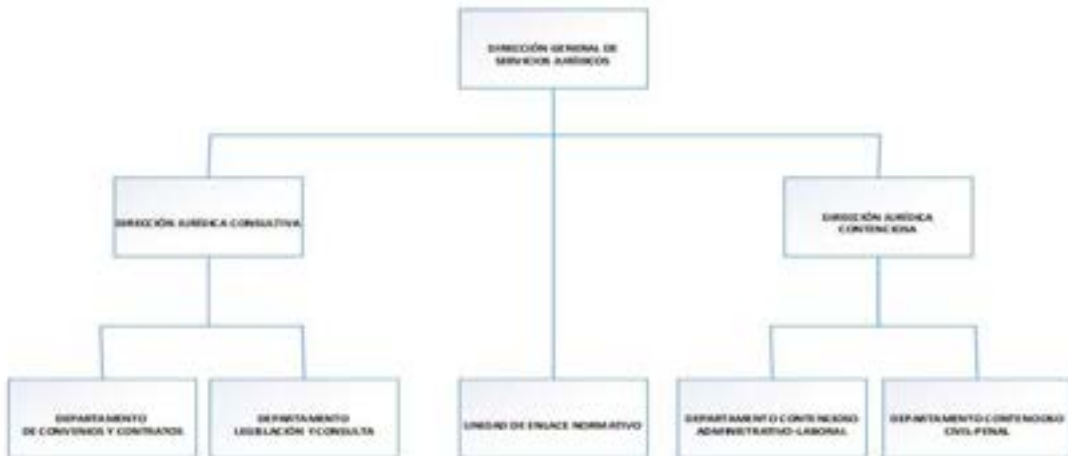 DIRECCIÓN GENERAL DE
SERVICIOS JURÍDICOS
DIRECCIÓN JURÍDICA CONSULTIVA
DIRECCIÓN JURÍDICA
CONTENCIOSA
DEPARTAMENTO
DE CONVENIOS Y CONTRATOS
DEPARTAMENTO
LEGISLACIÓN Y CONSULTA
UNIDAD DE ENLACE NORMATIVO
DEPARTAMENTO CONTENCIOSO
ADMINISTRATIVO-LABORAL
DEPARTAMENTO CONTENCIOSO
CIVIL-PENAL